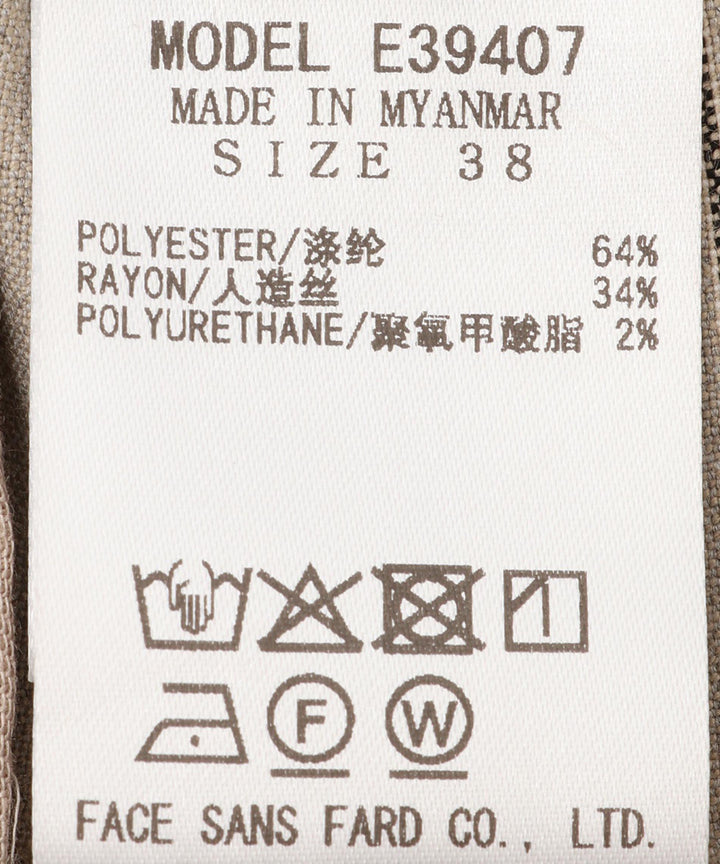 MODEL E39407
MADE IN MYANMAR
SIZE 38
POLYESTER/涤纶 64%
RAYON/人造丝 34%
POLYURETHANE/聚氨甲酸脂 2%
F W
FACE SANS FARD CO., LTD.